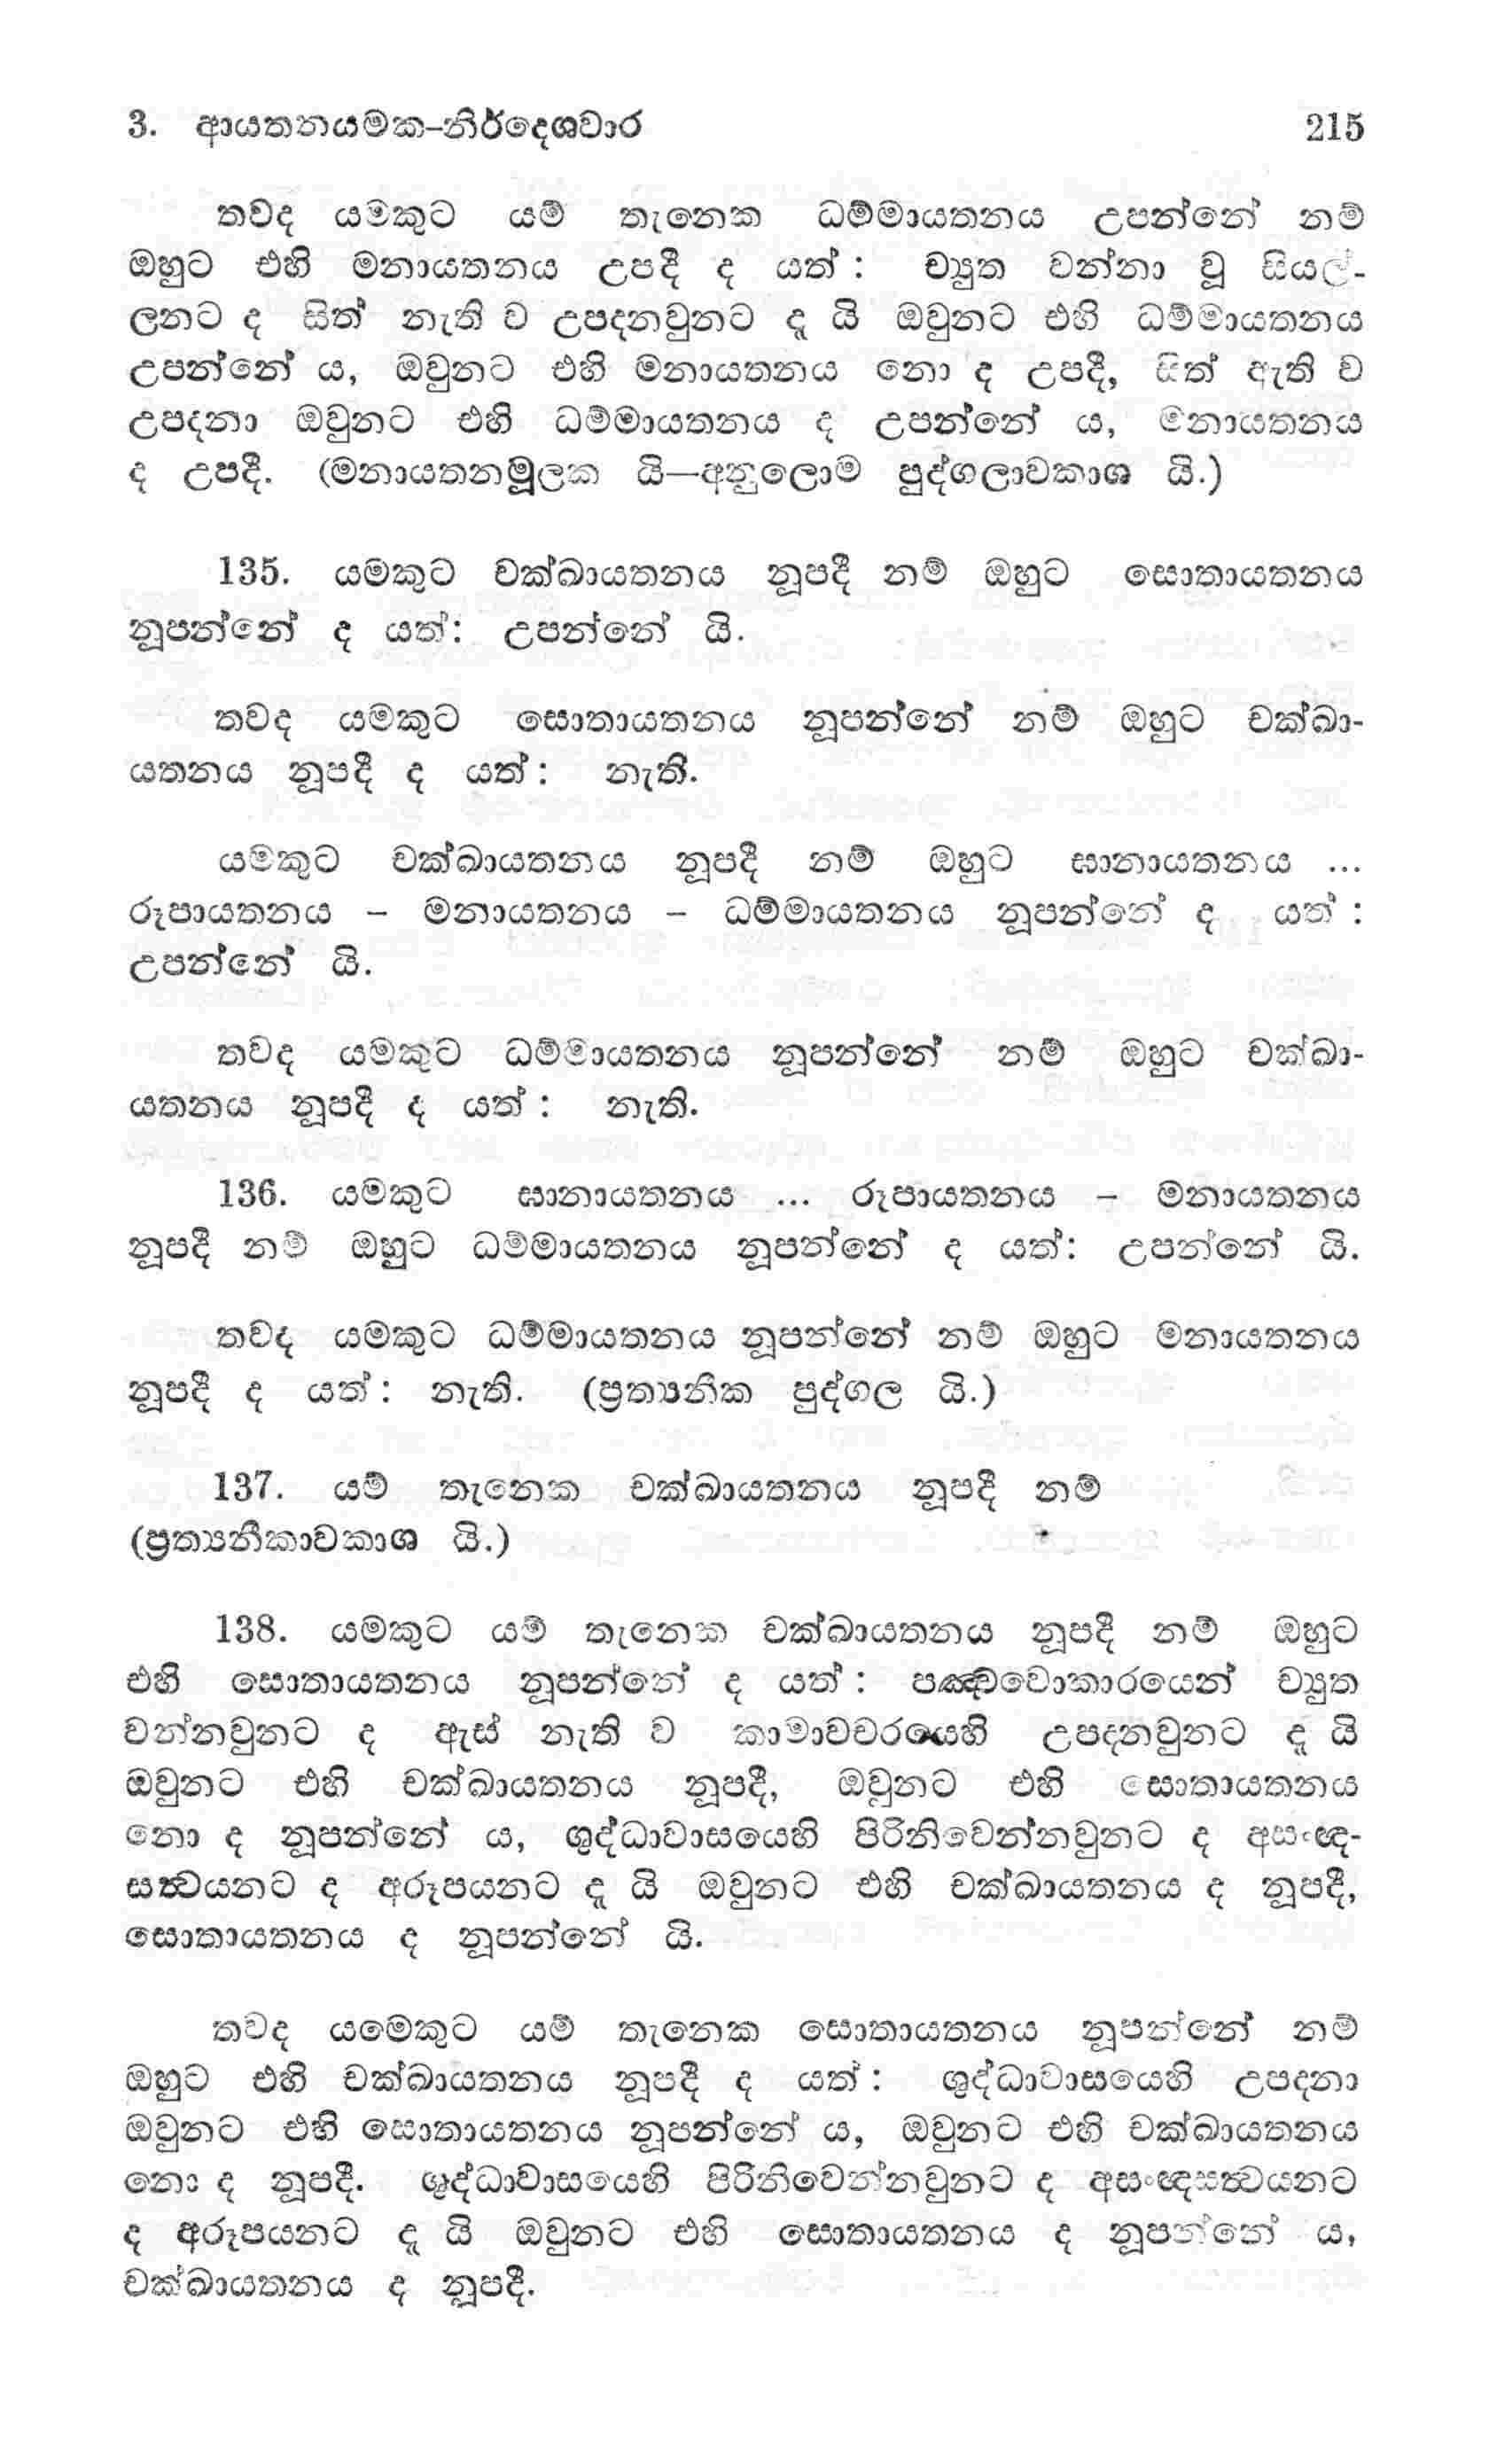 3. ආයතනයමක–නිර්දෙශවාර 215
තවද යමකුට යම් තැනෙක ධම්මායතනය උපන්නේ නම්
ඔහුට එහි මනායතනය උපදී ද යත් : ච්‍යුත වන්නා වූ සියල්-
ලනට ද සිත් නැති ව උපදනවුනට දූ යි ඔවුනට එහි ධම්මායතනය
උපන්නේ ය, ඔවුනට එහි මනායතනය නො ද උපදී, සිත් ඇති ව
උපදනා ඔවුනට එහි ධම්මායතනය ද උපන්නේ ය, මනායතනය
ද උපදී. (මනායතනමූලක යි—අනුලොම පුද්ගලාවකාශ යි.)
135. යමකුට චක්ඛායතනය නූපදී නම් ඔහුට සොතායතනය
නූපන්නේ ද යත්: උපන්නේ යි.
තවද යමකුට සොතායතනය නූපන්නේ නම් ඔහුට චක්ඛා-
යතනය නූපදී ද යත් : නැති.
යමකුට චක්ඛායතනය නූපදී නම් ඔහුට ඝානායතනය ...
රූපායතනය – මනායතනය – ධම්මායතනය නූපන්නේ ද යත් :
උපන්නේ යි.
තවද යමකුට ධම්මායතනය නූපන්නේ නම් ඔහුට චක්ඛා-
යතනය නූපදී ද යත් : නැති.
136. යමකුට ඝානායතනය ... රූපායතනය – මනායතනය
නූපදී නම් ඔහුට ධම්මායතනය නූපන්නේ ද යත්: උපන්නේ යි.
තවද යමකුට ධම්මායතනය නූපන්නේ නම් ඔහුට මනායතනය
නූපදී ද යත් : නැති. (ප්‍රත්‍යනීක පුද්ගල යි.)
137. යම් තැනෙක චක්ඛායතනය නූපදී නම්
(ප්‍රත්‍යනීකාවකාශ යි.)
138. යමකුට යම් තැනෙක චක්ඛායතනය නූපදී නම් ඔහුට
එහි සොතායතනය නූපන්නේ ද යත් : පඤ්චවොකාරයෙන් ච්‍යුත
වන්නවුනට ද ඇස් නැති ව කාමාවචරයෙහි උපදනවුනට දූ යි
ඔවුනට එහි චක්ඛායතනය නූපදී, ඔවුනට එහි සොතායතනය
නො ද නූපන්නේ ය, ශුද්ධාවාසයෙහි පිරිනිවෙන්නවුනට ද අසංඥ-
සත්‍ත්‍වයනට ද අරූපයනට දූ යි ඔවුනට එහි චක්ඛායතනය ද නූපදී,
සොතායතනය ද නූපන්නේ යි.
තවද යමෙකුට යම් තැනෙක සොතායතනය නූපන්නේ නම්
ඔහුට එහි චක්ඛායතනය නූපදී ද යත් : ශුද්ධාවාසයෙහි උපදනා
ඔවුනට එහි සොතායතනය නූපන්නේ ය, ඔවුනට එහි චක්ඛායතනය
නො ද නූපදී. ශුද්ධාවාසයෙහි පිරිනිවෙන්නවුනට ද අසංඥසත්‍ත්‍වයනට
ද අරූපයනට දූ යි ඔවුනට එහි සොතායතනය ද නූපන්නේ ය,
චක්ඛායතනය ද නූපදී.